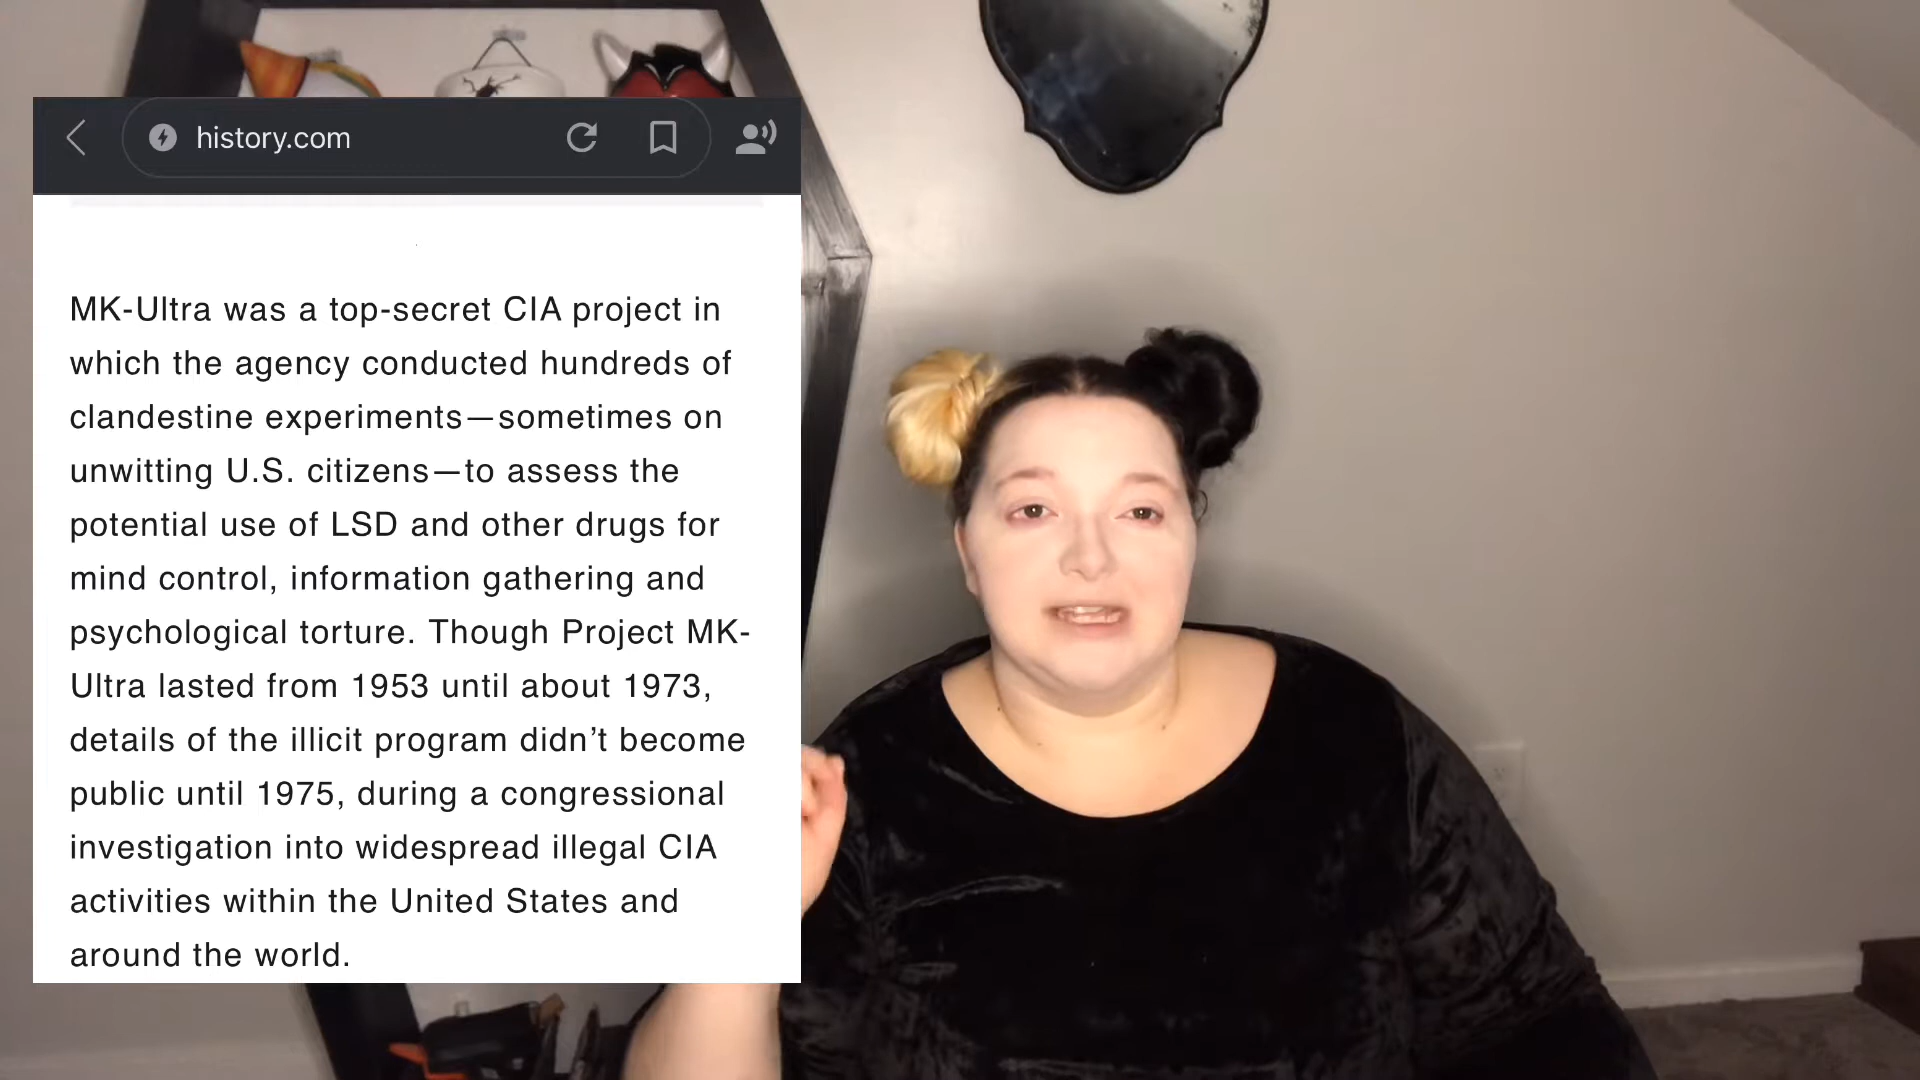 history.com
MK-Ultra was a top-secret CIA project in
which the agency conducted hundreds of
clandestine experiments—sometimes on
unwitting U.S. citizens—to assess the
potential use of LSD and other drugs for
mind control, information gathering and
psychological torture. Though Project MK-
Ultra lasted from 1953 until about 1973,
details of the illicit program didn’t become
public until 1975, during a congressional
investigation into widespread illegal CIA
activities within the United States and
around the world.